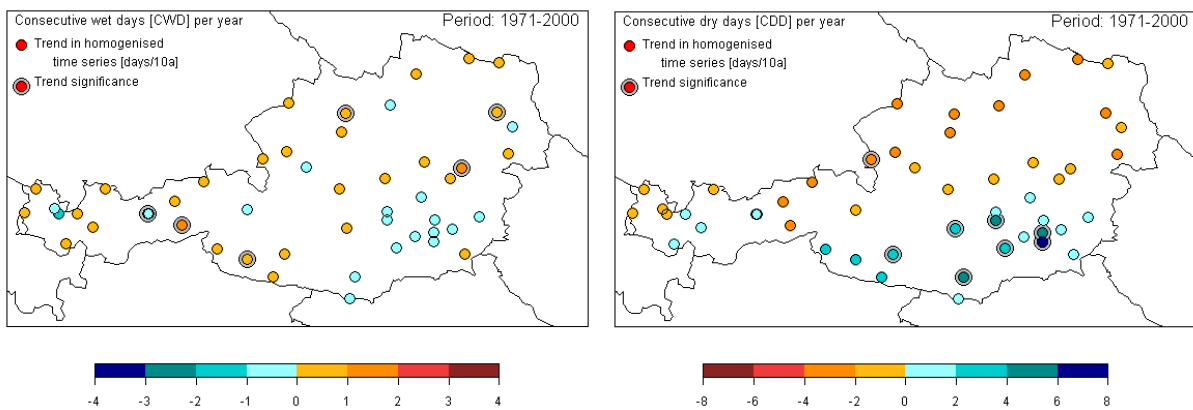 Consecutive wet days [CWD] per year
Period: 1971-2000
Trend in homogenised
time series [days/10a]
Trend significance
-4 -3 -2 -1 0 1 2 3 4
Consecutive dry days [CDD] per year
Period: 1971-2000
Trend in homogenised
time series [days/10a]
Trend significance
-8 -6 -4 -2 0 2 4 6 8